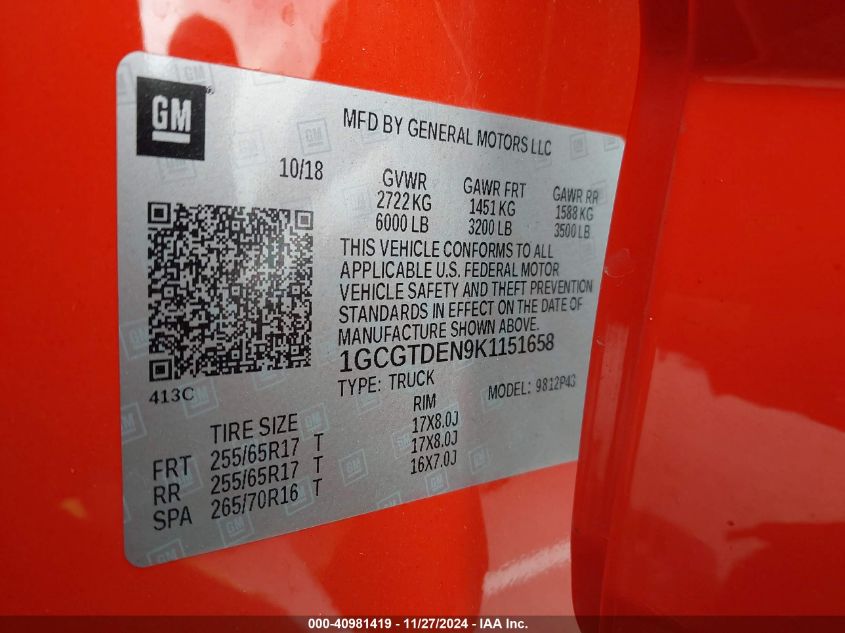 GM
MFD BY GENERAL MOTORS LLC
10/18
GVWR GAWR FRT GAWR RR
2722 KG 1451 KG 1588 KG
6000 LB 3200 LB 3500 LB
THIS VEHICLE CONFORMS TO ALL
APPLICABLE U.S. FEDERAL MOTOR
VEHICLE SAFETY AND THEFT PREVENTION
STANDARDS IN EFFECT ON THE DATE OF
MANUFACTURE SHOWN ABOVE.
1GCGTDEN9K1151658
413C
TYPE: TRUCK MODEL: 9812P43
TIRE SIZE RIM
FRT 255/65R17 T 17X8.0J
RR 255/65R17 T 17X8.0J
SPA 265/70R16 T 16X7.0J
000-40981419 - 11/27/2024 - IAA Inc.